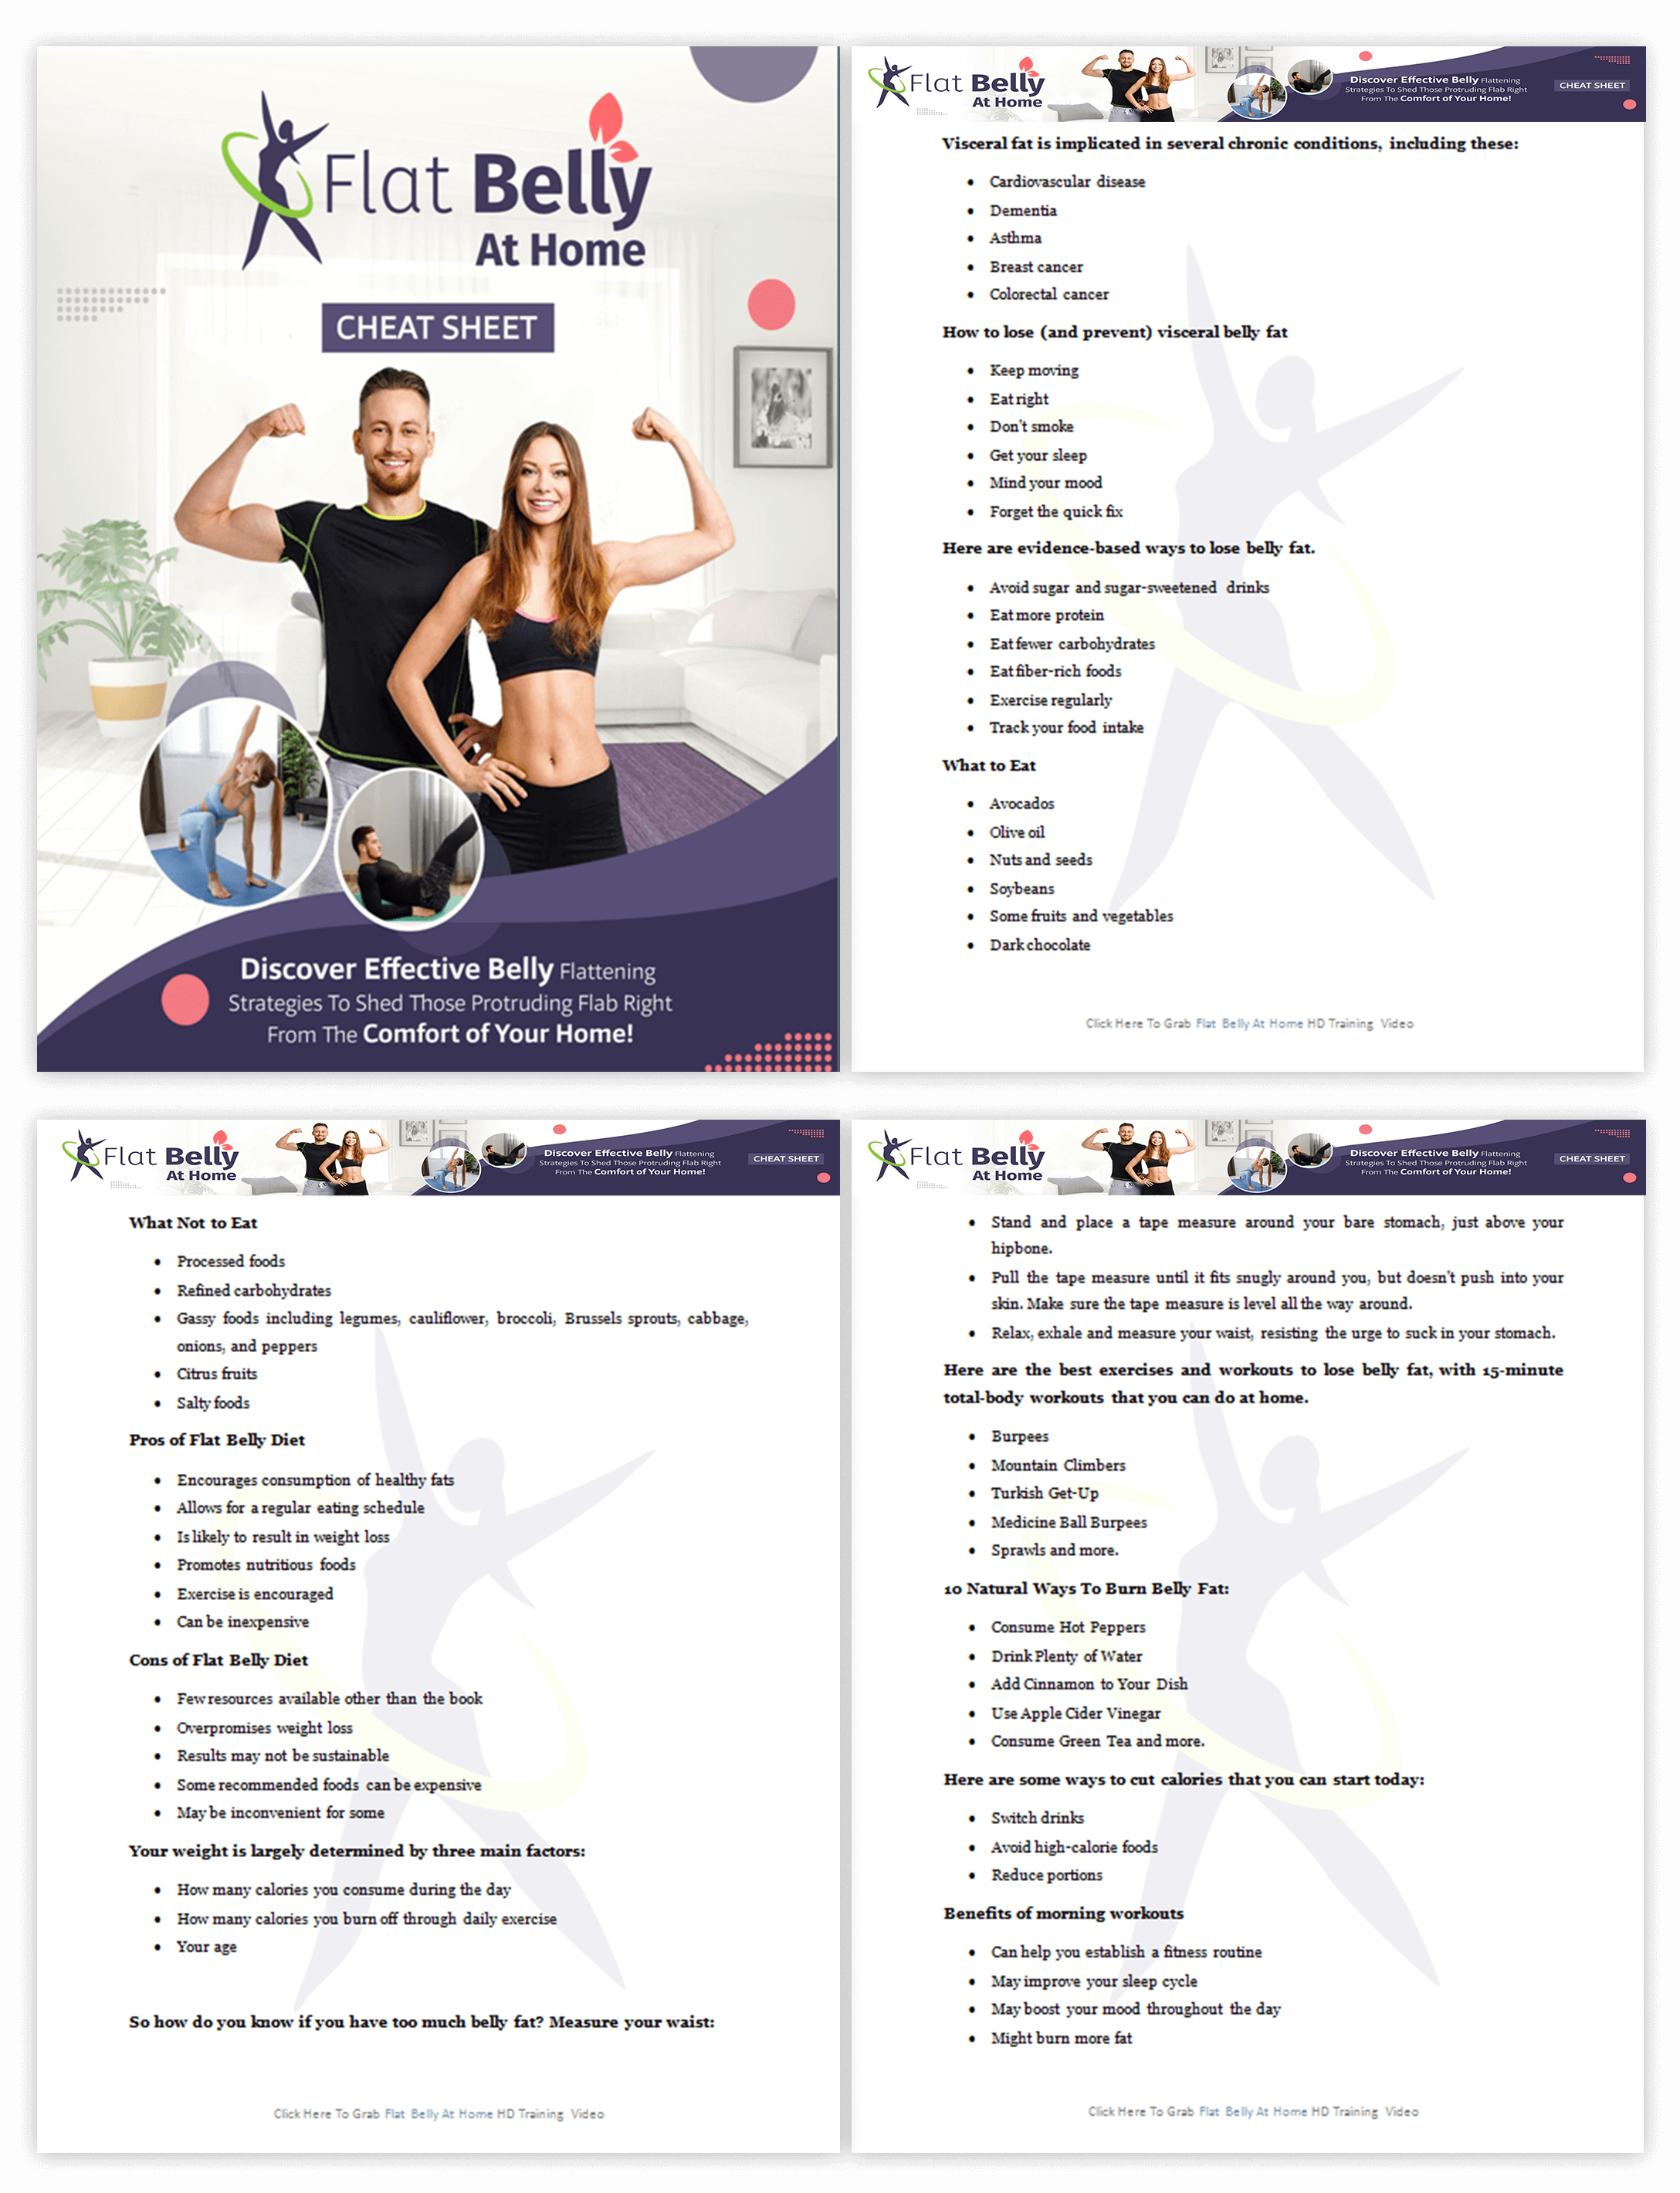 Flat Belly
At Home
CHEAT SHEET
Discover Effective Belly Flattening
Strategies To Shed Those Protruding Flab Right
From The Comfort of Your Home!
Flat Belly
At Home
Discover Effective Belly Flattening
Strategies To Shed Those Protruding Flab Right
From The Comfort of Your Home!
CHEAT SHEET
Visceral fat is implicated in several chronic conditions, including these:
• Cardiovascular disease
• Dementia
• Asthma
• Breast cancer
• Colorectal cancer
How to lose (and prevent) visceral belly fat
• Keep moving
• Eat right
• Don't smoke
• Get your sleep
• Mind your mood
• Forget the quick fix
Here are evidence-based ways to lose belly fat.
• Avoid sugar and sugar-sweetened drinks
• Eat more protein
• Eat fewer carbohydrates
• Eat fiber-rich foods
• Exercise regularly
• Track your food intake
What to Eat
• Avocados
• Olive oil
• Nuts and seeds
• Soybeans
• Some fruits and vegetables
• Dark chocolate
Click Here To Grab Flat Belly At Home HD Training Video
Flat Belly
At Home
Discover Effective Belly Flattening
Strategies To Shed Those Protruding Flab Right
From The Comfort of Your Home!
CHEAT SHEET
What Not to Eat
• Processed foods
• Refined carbohydrates
• Gassy foods including legumes, cauliflower, broccoli, Brussels sprouts, cabbage,
onions, and peppers
• Citrus fruits
• Salty foods
Pros of Flat Belly Diet
• Encourages consumption of healthy fats
• Allows for a regular eating schedule
• Is likely to result in weight loss
• Promotes nutritious foods
• Exercise is encouraged
• Can be inexpensive
Cons of Flat Belly Diet
• Few resources available other than the book
• Overpromises weight loss
• Results may not be sustainable
• Some recommended foods can be expensive
• May be inconvenient for some
Your weight is largely determined by three main factors:
• How many calories you consume during the day
• How many calories you burn off through daily exercise
• Your age
So how do you know if you have too much belly fat? Measure your waist:
Click Here To Grab Flat Belly At Home HD Training Video
Flat Belly
At Home
Discover Effective Belly Flattening
Strategies To Shed Those Protruding Flab Right
From The Comfort of Your Home!
CHEAT SHEET
• Stand and place a tape measure around your bare stomach, just above your
hipbone.
• Pull the tape measure until it fits snugly around you, but doesn't push into your
skin. Make sure the tape measure is level all the way around.
• Relax, exhale and measure your waist, resisting the urge to suck in your stomach.
Here are the best exercises and workouts to lose belly fat, with 15-minute
total-body workouts that you can do at home.
• Burpees
• Mountain Climbers
• Turkish Get-Up
• Medicine Ball Burpees
• Sprawls and more.
10 Natural Ways To Burn Belly Fat:
• Consume Hot Peppers
• Drink Plenty of Water
• Add Cinnamon to Your Dish
• Use Apple Cider Vinegar
• Consume Green Tea and more.
Here are some ways to cut calories that you can start today:
• Switch drinks
• Avoid high-calorie foods
• Reduce portions
Benefits of morning workouts
• Can help you establish a fitness routine
• May improve your sleep cycle
• May boost your mood throughout the day
• Might burn more fat
Click Here To Grab Flat Belly At Home HD Training Video